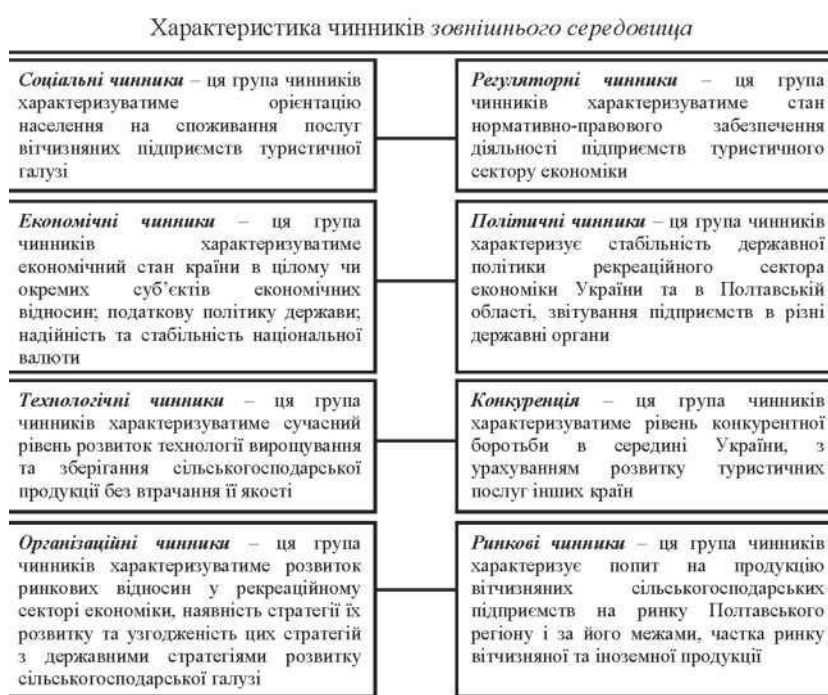 Характеристика чинників зовнішнього середовища
Соціальні чинники – ця група чинників
характеризуватиме орієнтацію
населення на споживання послуг
вітчизняних підприємств туристичної
галузі
Регуляторні чинники – ця група
чинників характеризуватиме стан
нормативно-правового забезпечення
діяльності підприємств туристичного
сектору економіки
Економічні чинники – ця група
чинників характеризуватиме
економічний стан країни в цілому чи
окремих суб’єктів економічних
відносин; податкову політику держави;
надійність та стабільність національної
валюти
Політичні чинники – ця група чинників
характеризує стабільність державної
політики рекреаційного сектора
економіки України та в Полтавській
області, звітування підприємств в різні
державні органи
Технологічні чинники – ця група
чинників характеризуватиме сучасний
рівень розвиток технології вирощування
та зберігання сільськогосподарської
продукції без втрачання її якості
Конкуренція – ця група чинників
характеризуватиме рівень конкурентної
боротьби в середині України, з
урахуванням розвитку туристичних
послуг інших країн
Організаційні чинники – ця група
чинників характеризуватиме розвиток
ринкових відносин у рекреаційному
секторі економіки, наявність стратегії їх
розвитку та узгодженість цих стратегій
з державними стратегіями розвитку
сільськогосподарської галузі
Ринкові чинники – ця група чинників
характеризує попит на продукцію
вітчизняних сільськогосподарських
підприємств на ринку Полтавського
регіону і за його межами, частка ринку
вітчизняної та іноземної продукції